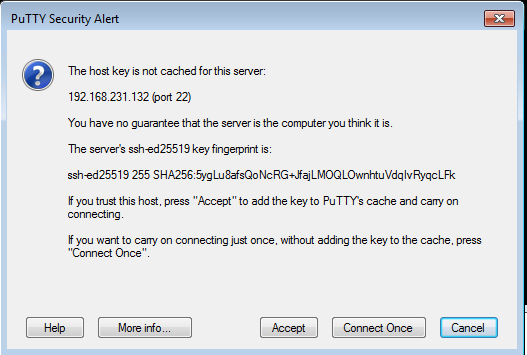 PuTTY Security Alert
The host key is not cached for this server:
192.168.231.132 (port 22)
You have no guarantee that the server is the computer you think it is.
The server's ssh-ed25519 key fingerprint is:
ssh-ed25519 255 SHA256:5ygLu8afsQoNcRG+JfajLMOQLOwnhtuVdqIvRyqcLFk
If you trust this host, press "Accept" to add the key to PuTTY's cache and carry on
connecting.
If you want to carry on connecting just once, without adding the key to the cache, press
"Connect Once".
Help
More info...
Accept
Connect Once
Cancel